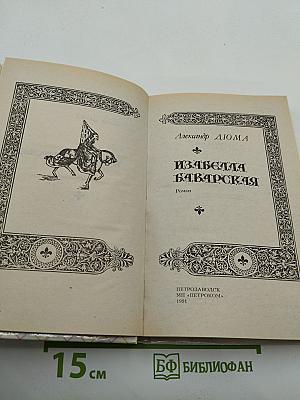 Александр ДЮМА
ИЗАБЕЛЛА
БАВАРСКАЯ
Роман
ПЕТРОЗАВОДСК
МП «ПЕТРОКОМ»
1991
15 см
БФ БИБЛИОФАН